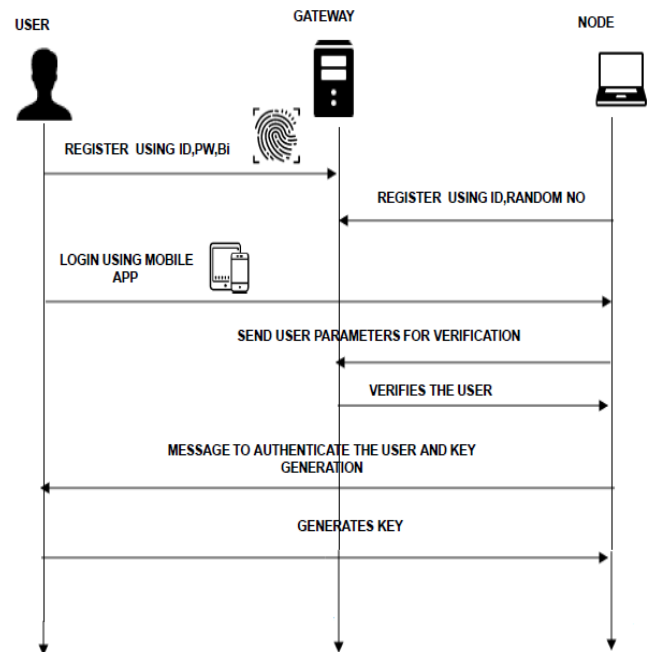 USER
GATEWAY
NODE
REGISTER USING ID,PW,Bi
REGISTER USING ID,RANDOM NO
LOGIN USING MOBILE
APP
SEND USER PARAMETERS FOR VERIFICATION
VERIFIES THE USER
MESSAGE TO AUTHENTICATE THE USER AND KEY
GENERATION
GENERATES KEY